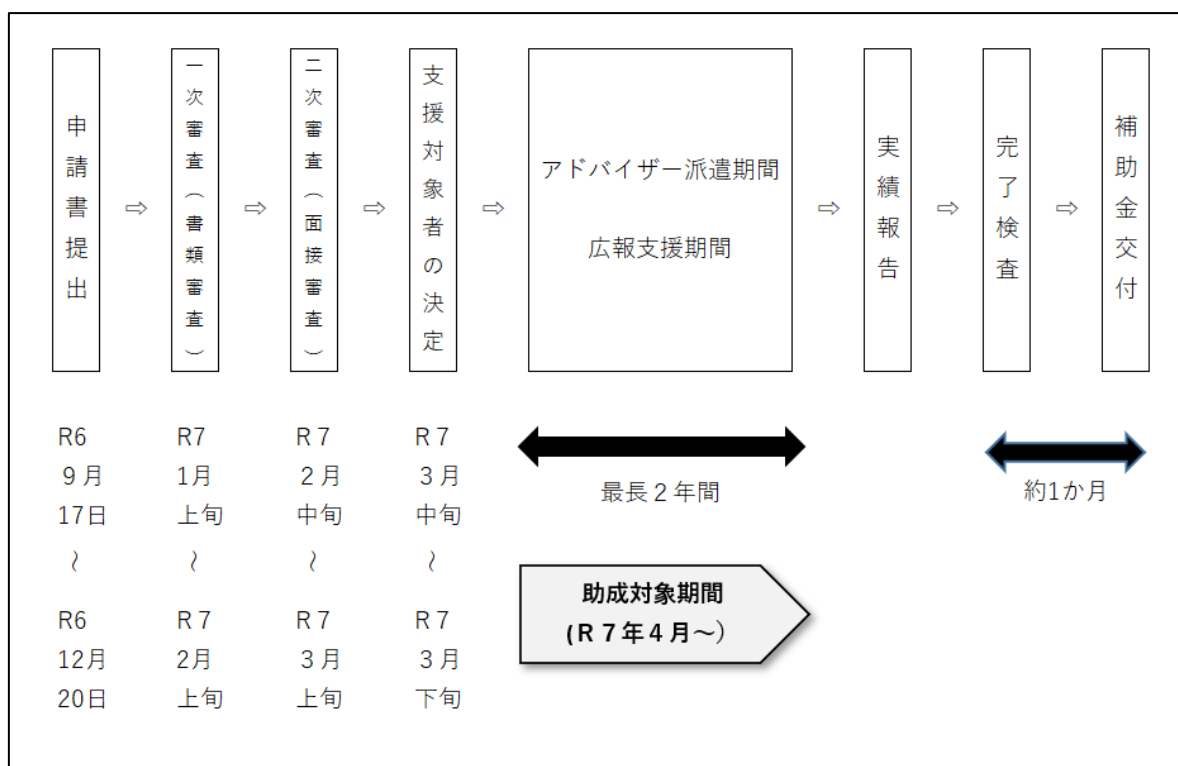 申請書提出
⇨
一次審査（書類審査）
⇨
二次審査（面接審査）
⇨
支援対象者の決定
⇨
アドバイザー派遣期間
広報支援期間
⇨
実績報告
⇨
完了検査
⇨
補助金交付
R6
９月
17日
～
R6
12月
20日
R7
1月
上旬
～
R７
2月
上旬
R７
２月
中旬
～
R７
３月
上旬
R７
３月
中旬
～
R７
３月
下旬
最長２年間
助成対象期間
(R７年４月～）
約1か月